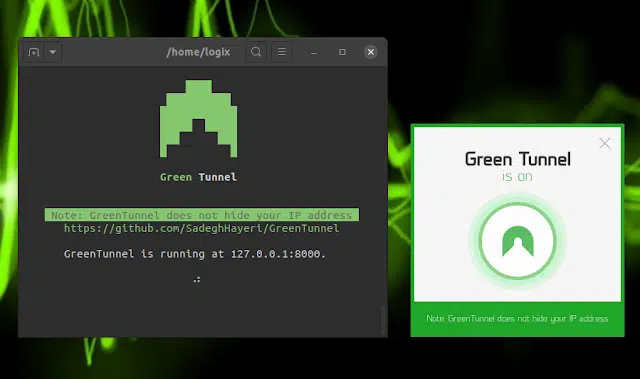 /home/logix
Green Tunnel
Note: GreenTunnel does not hide your IP address
https://github.com/SadeghHayeri/GreenTunnel
GreenTunnel is running at 127.0.0.1:8000.
Green Tunnel
is on
Note: GreenTunnel does not hide your IP address